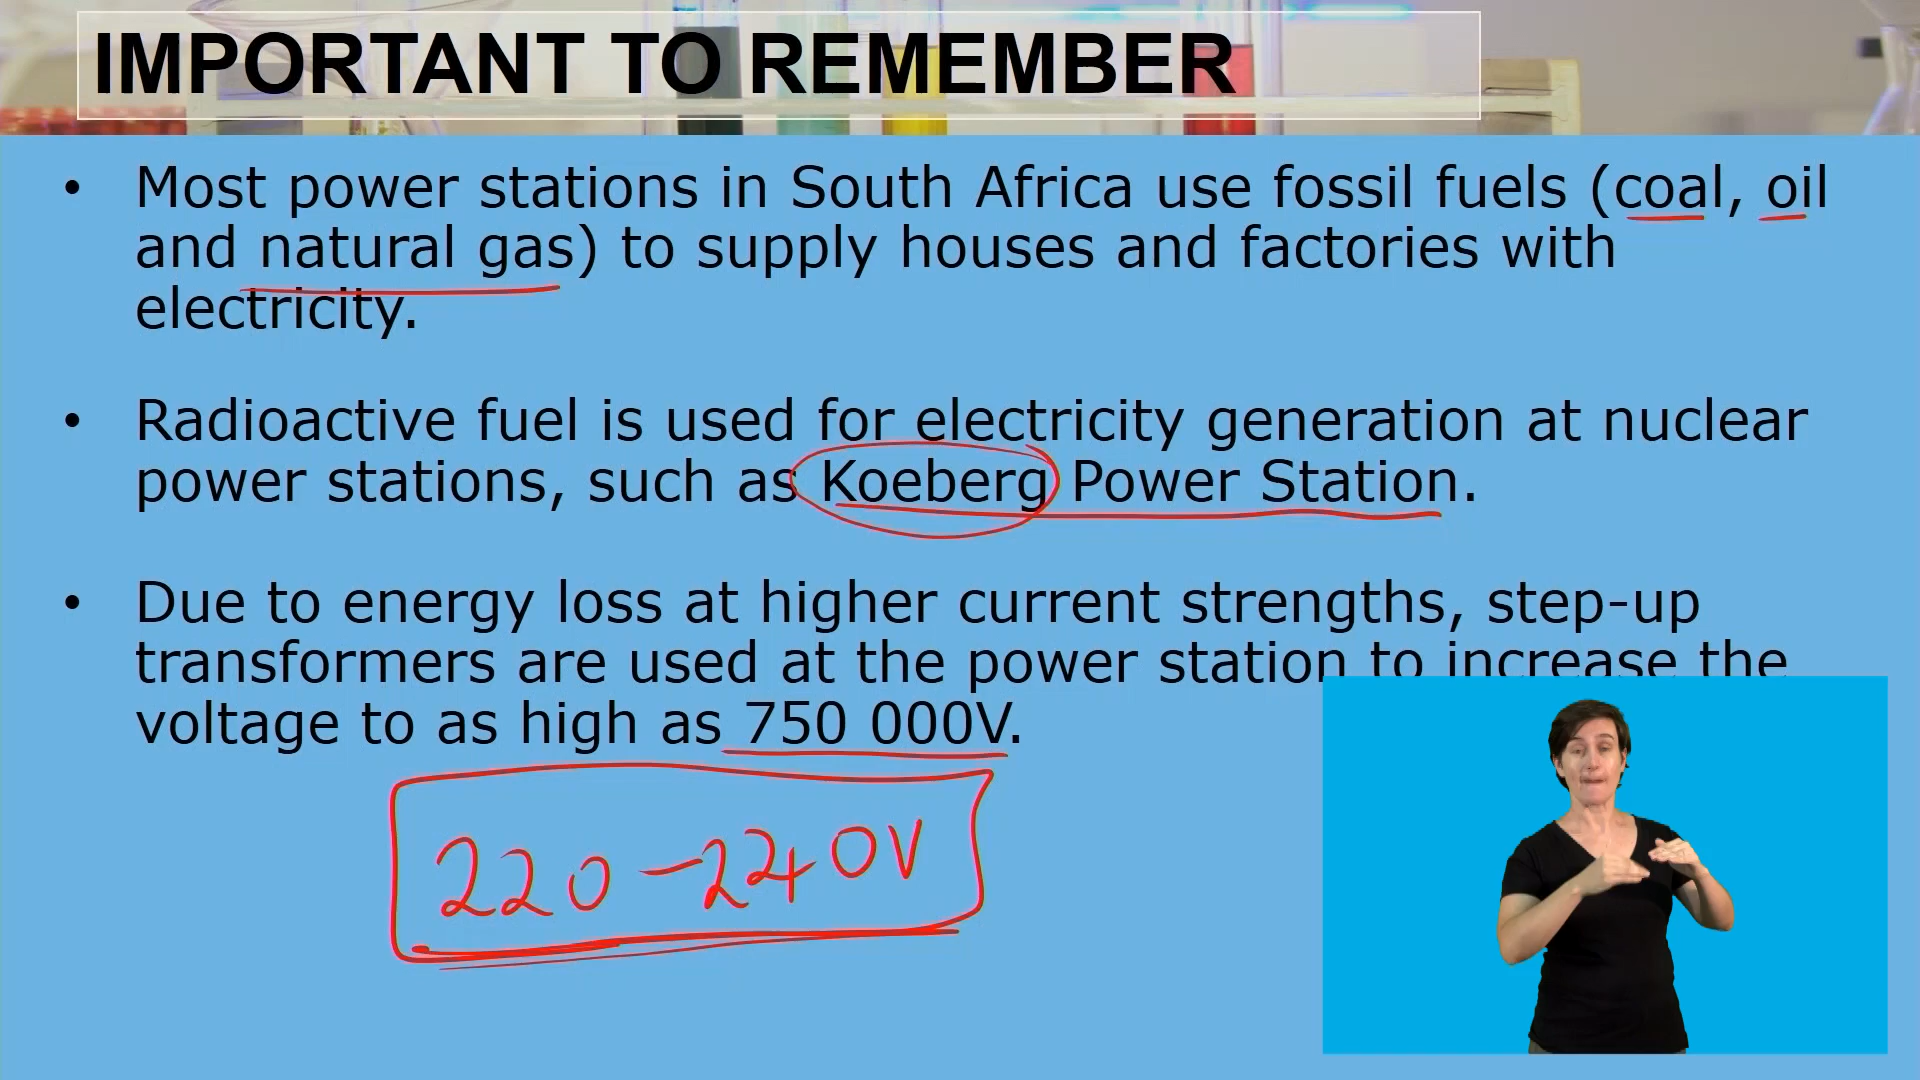 IMPORTANT TO REMEMBER
• Most power stations in South Africa use fossil fuels (coal, oil
and natural gas) to supply houses and factories with
electricity.
• Radioactive fuel is used for electricity generation at nuclear
power stations, such as Koeberg Power Station.
• Due to energy loss at higher current strengths, step-up
transformers are used at the power station to increase the
voltage to as high as 750 000V.
220-240V